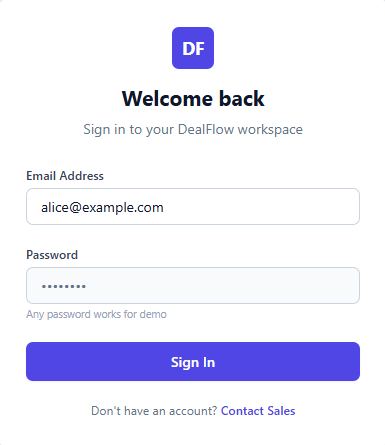 DF
Welcome back
Sign in to your DealFlow workspace
Email Address
alice@example.com
Password
••••••••
Any password works for demo
Sign In
Don't have an account? Contact Sales